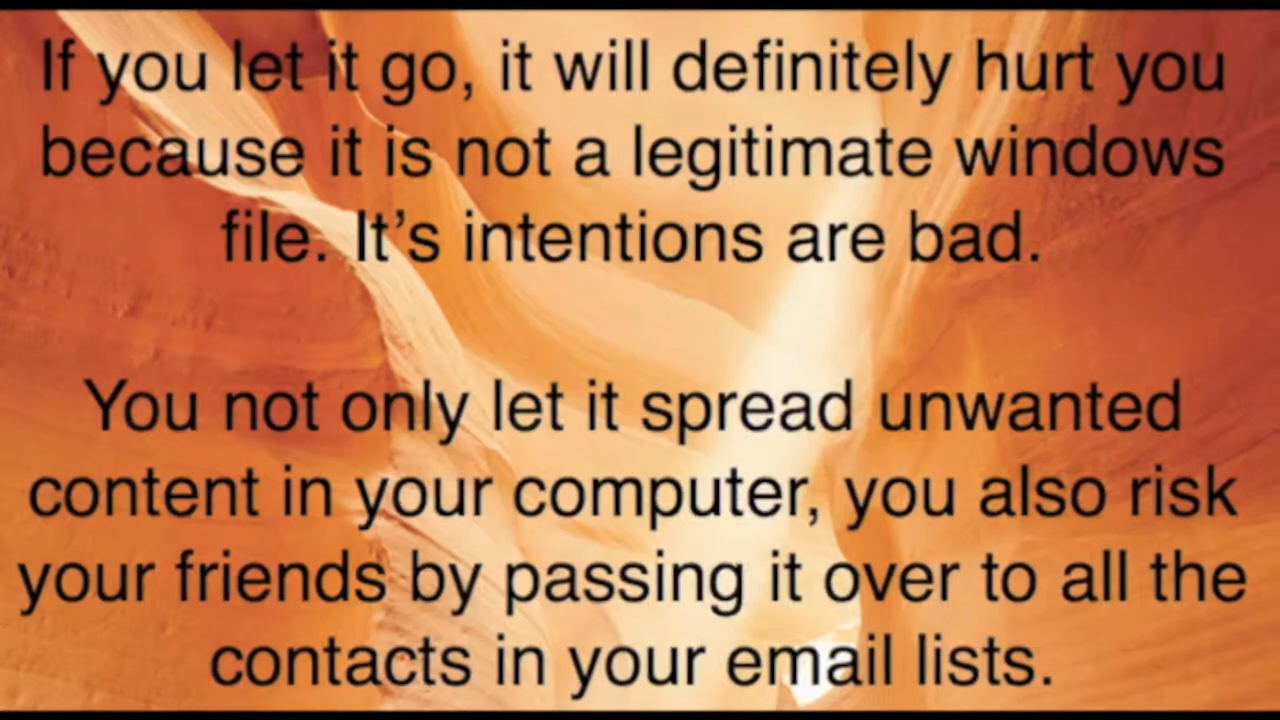 If you let it go, it will definitely hurt you
because it is not a legitimate windows
file. It’s intentions are bad.
You not only let it spread unwanted
content in your computer, you also risk
your friends by passing it over to all the
contacts in your email lists.